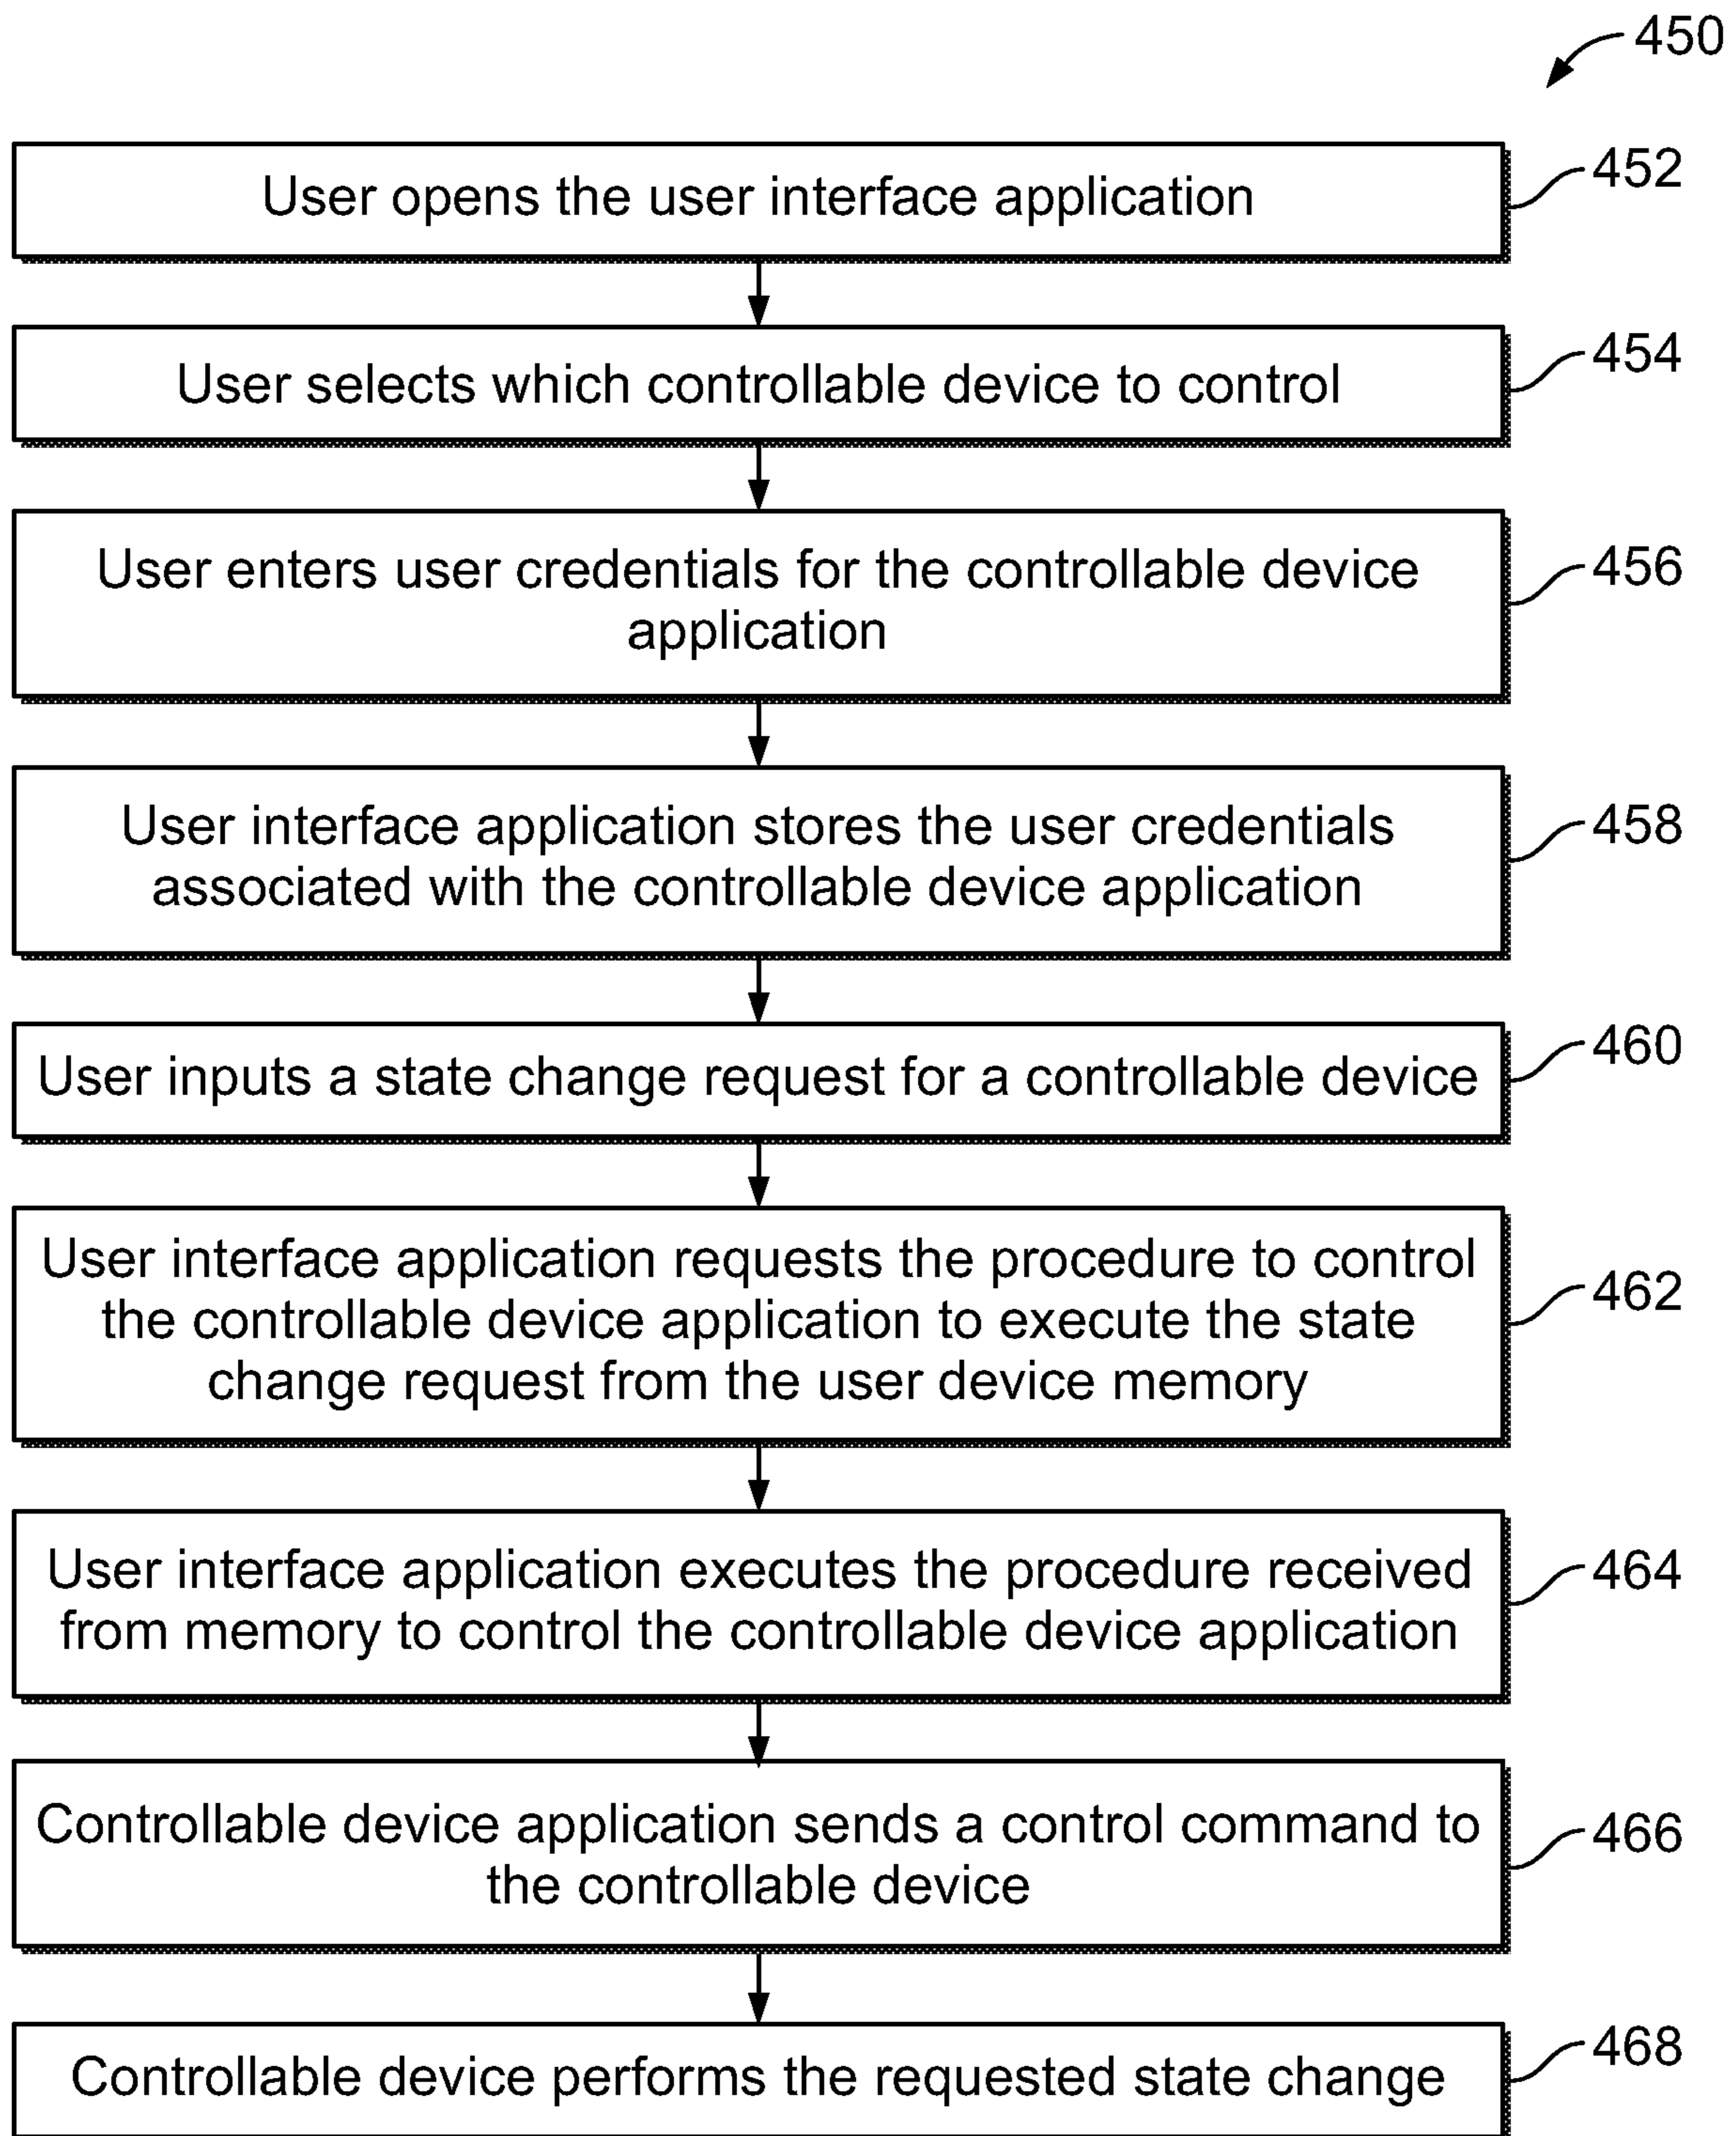 450
User opens the user interface application
452
User selects which controllable device to control
454
User enters user credentials for the controllable device
application
456
User interface application stores the user credentials
associated with the controllable device application
458
User inputs a state change request for a controllable device
460
User interface application requests the procedure to control
the controllable device application to execute the state
change request from the user device memory
462
User interface application executes the procedure received
from memory to control the controllable device application
464
Controllable device application sends a control command to
the controllable device
466
Controllable device performs the requested state change
468